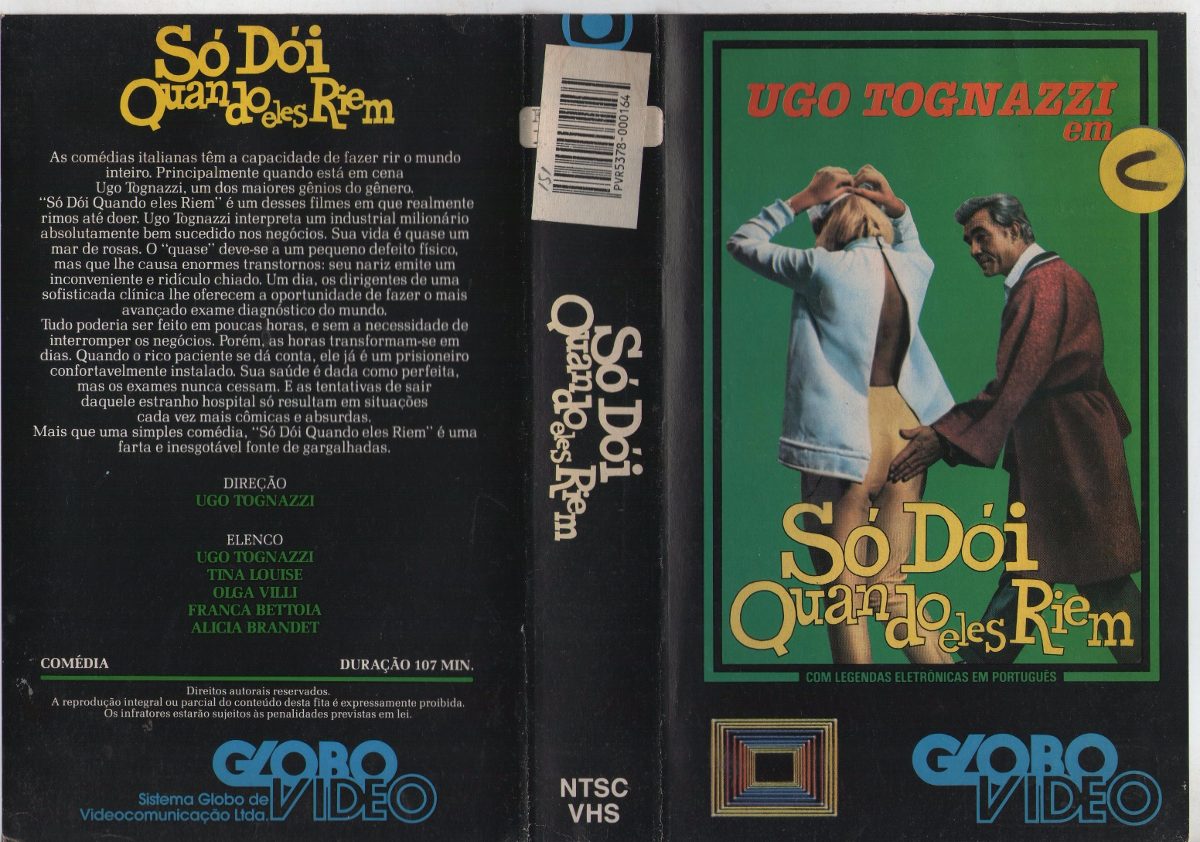 Só Dói
Quando eles Riem
As comédias italianas têm a capacidade de fazer rir o mundo
inteiro. Principalmente quando está em cena
Ugo Tognazzi, um dos maiores gênios do gênero.
“Só Dói Quando eles Riem” é um desses filmes em que realmente
rimos até doer. Ugo Tognazzi interpreta um industrial milionário
absolutamente bem sucedido nos negócios. Sua vida é quase um
mar de rosas. O “quase” deve-se a um pequeno defeito físico,
mas que lhe causa enormes transtornos: seu nariz emite um
inconveniente e ridículo chiado. Um dia, os dirigentes de uma
sofisticada clínica lhe oferecem a oportunidade de fazer o mais
avançado exame diagnóstico do mundo.
Tudo poderia ser feito em poucas horas, e sem a necessidade de
interromper os negócios. Porém, as horas transformam-se em
dias. Quando o rico paciente se dá conta, ele já é um prisioneiro
confortavelmente instalado. Sua saúde é dada como perfeita,
mas os exames nunca cessam. E as tentativas de sair
daquele estranho hospital só resultam em situações
cada vez mais cômicas e absurdas.
Mais que uma simples comédia, “Só Dói Quando eles Riem” é uma
farta e inesgotável fonte de gargalhadas.
DIREÇÃO
UGO TOGNAZZI
ELENCO
UGO TOGNAZZI
TINA LOUISE
OLGA VILLI
FRANCA BETTOIA
ALICIA BRANDET
COMÉDIA DURAÇÃO 107 MIN.
Direitos autorais reservados.
A reprodução integral ou parcial do conteúdo desta fita é expressamente proibida.
Os infratores estarão sujeitos às penalidades previstas em lei.
GLOBO
VIDEO
Sistema Globo de
Videocomunicação Ltda.
PVR5378-000164
151
Só Dói
Quando eles Riem
NTSC
VHS
UGO TOGNAZZI
em
C
Só Dói
Quando eles Riem
COM LEGENDAS ELETRÔNICAS EM PORTUGUÊS
GLOBO
VIDEO